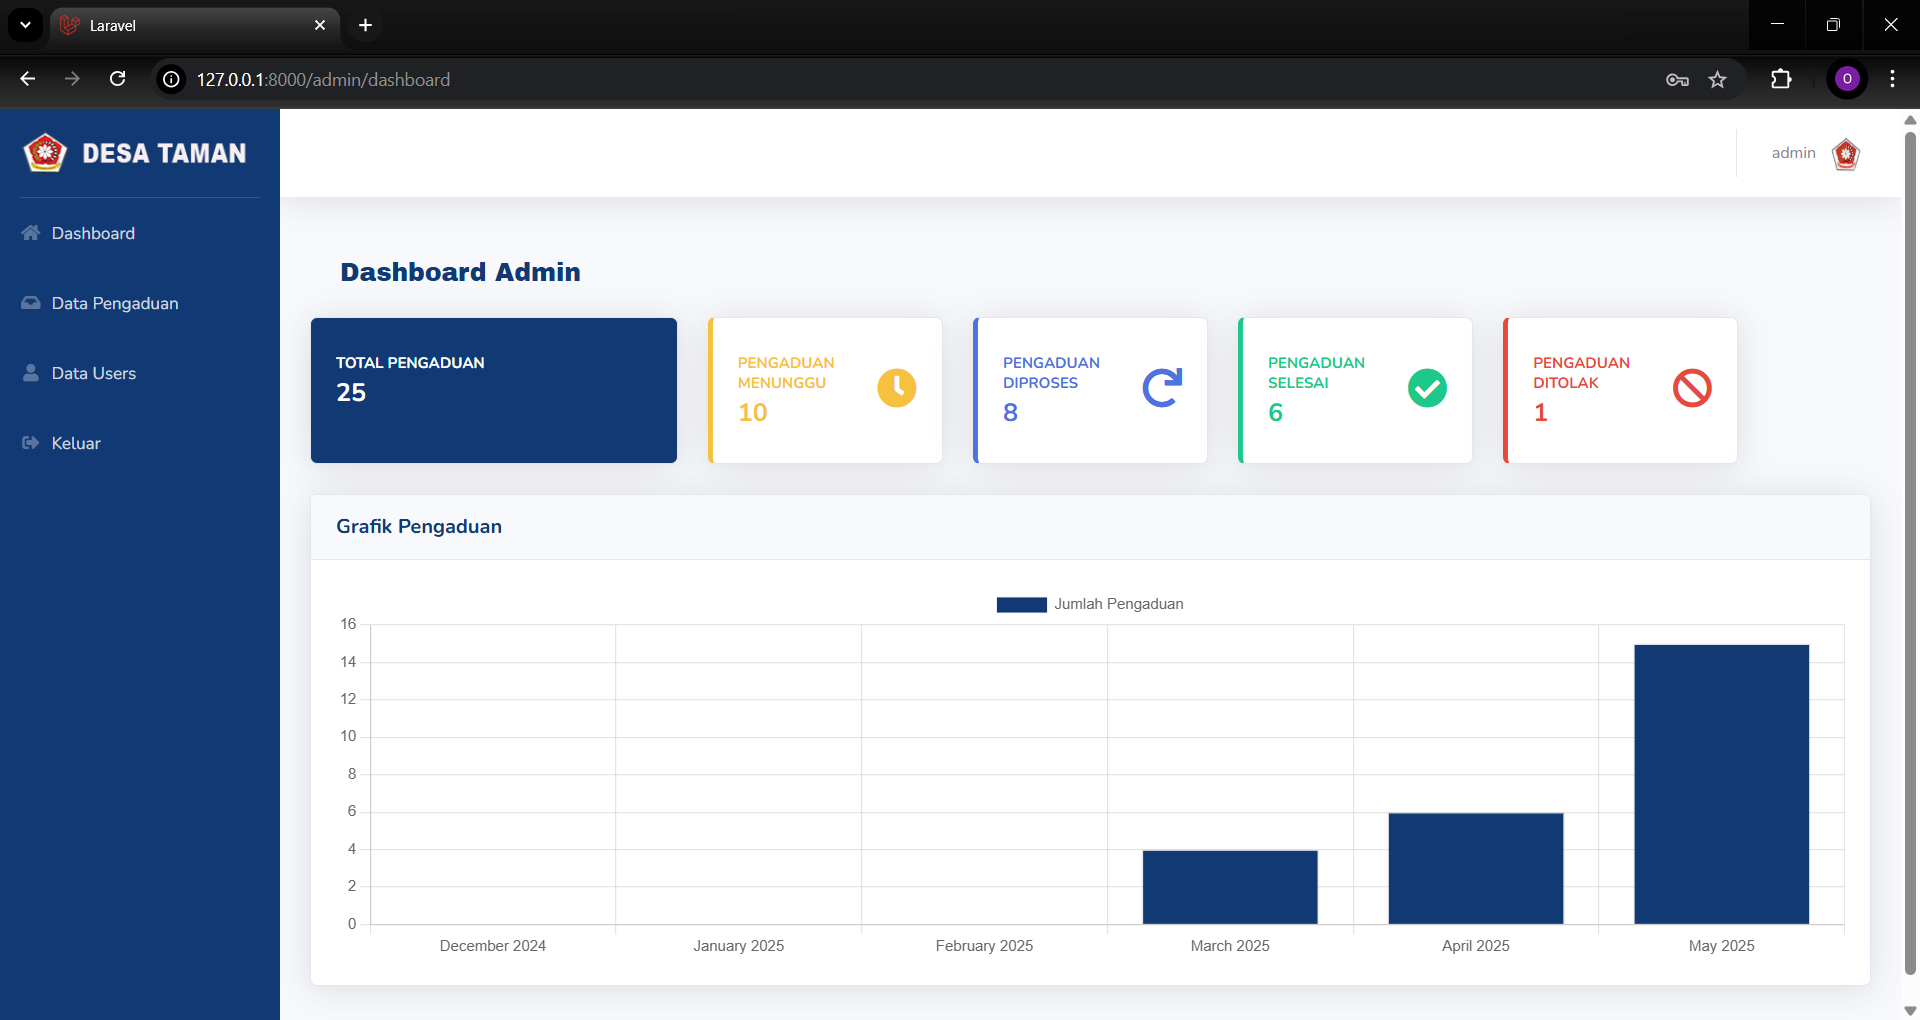 Laravel
127.0.0.1:8000/admin/dashboard
O
DESA TAMAN
admin
Dashboard
Data Pengaduan
Data Users
Keluar
Dashboard Admin
TOTAL PENGADUAN
25
PENGADUAN
MENUNGGU
10
PENGADUAN
DIPROSES
8
PENGADUAN
SELESAI
6
PENGADUAN
DITOLAK
1
Grafik Pengaduan
Jumlah Pengaduan
16
14
12
10
8
6
4
2
0
December 2024
January 2025
February 2025
March 2025
April 2025
May 2025